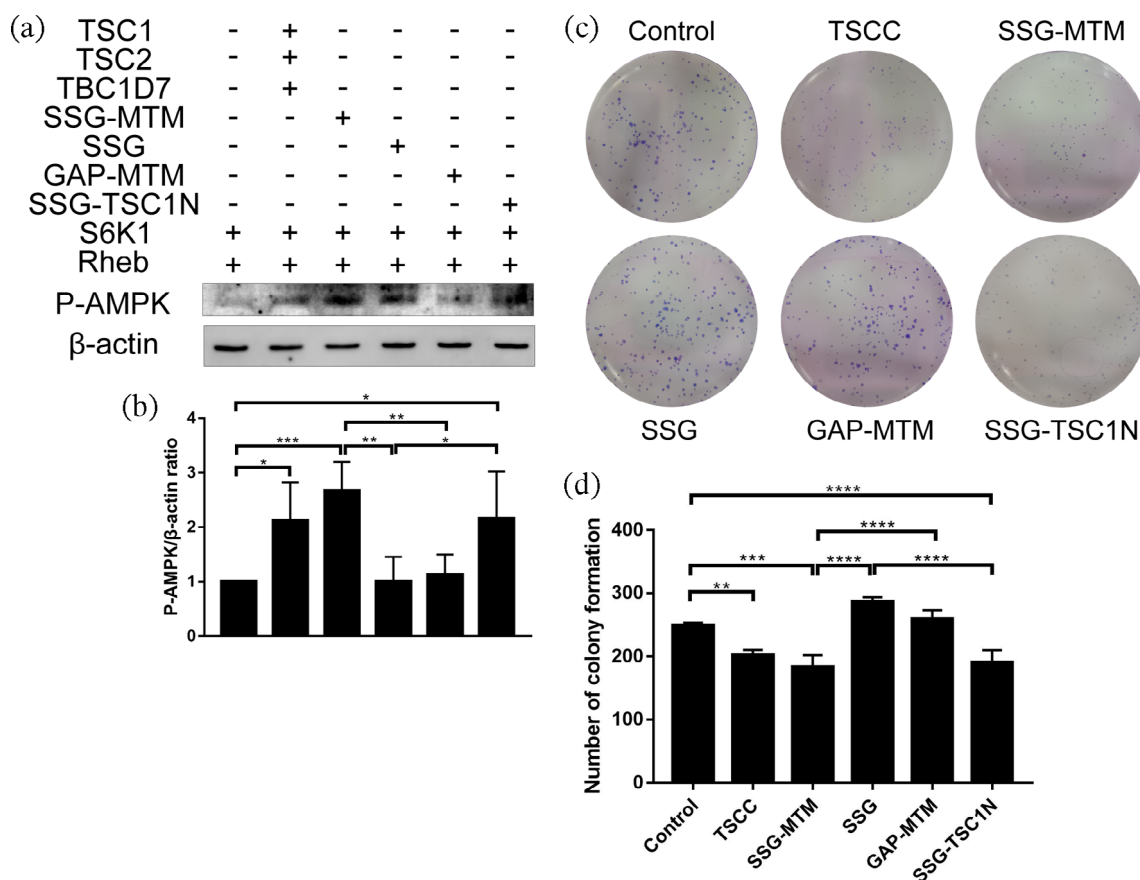 (a)
TSC1 - + - - - -
TSC2 - + - - - -
TBC1D7 - + - - - -
SSG-MTM - - + - - -
SSG - - - + - -
GAP-MTM - - - - + -
SSG-TSC1N - - - - - +
S6K1 + + + + + +
Rheb + + + + + +
P-AMPK
β-actin
(b)
P-AMPK/β-actin ratio
4
3
2
1
0
*
**
***
**
*
*
(c)
Control TSCC SSG-MTM
SSG GAP-MTM SSG-TSC1N
(d)
Number of colony formation
400
300
200
100
0
****
****
***
****
****
**
Control
TSCC
SSG-MTM
SSG
GAP-MTM
SSG-TSC1N